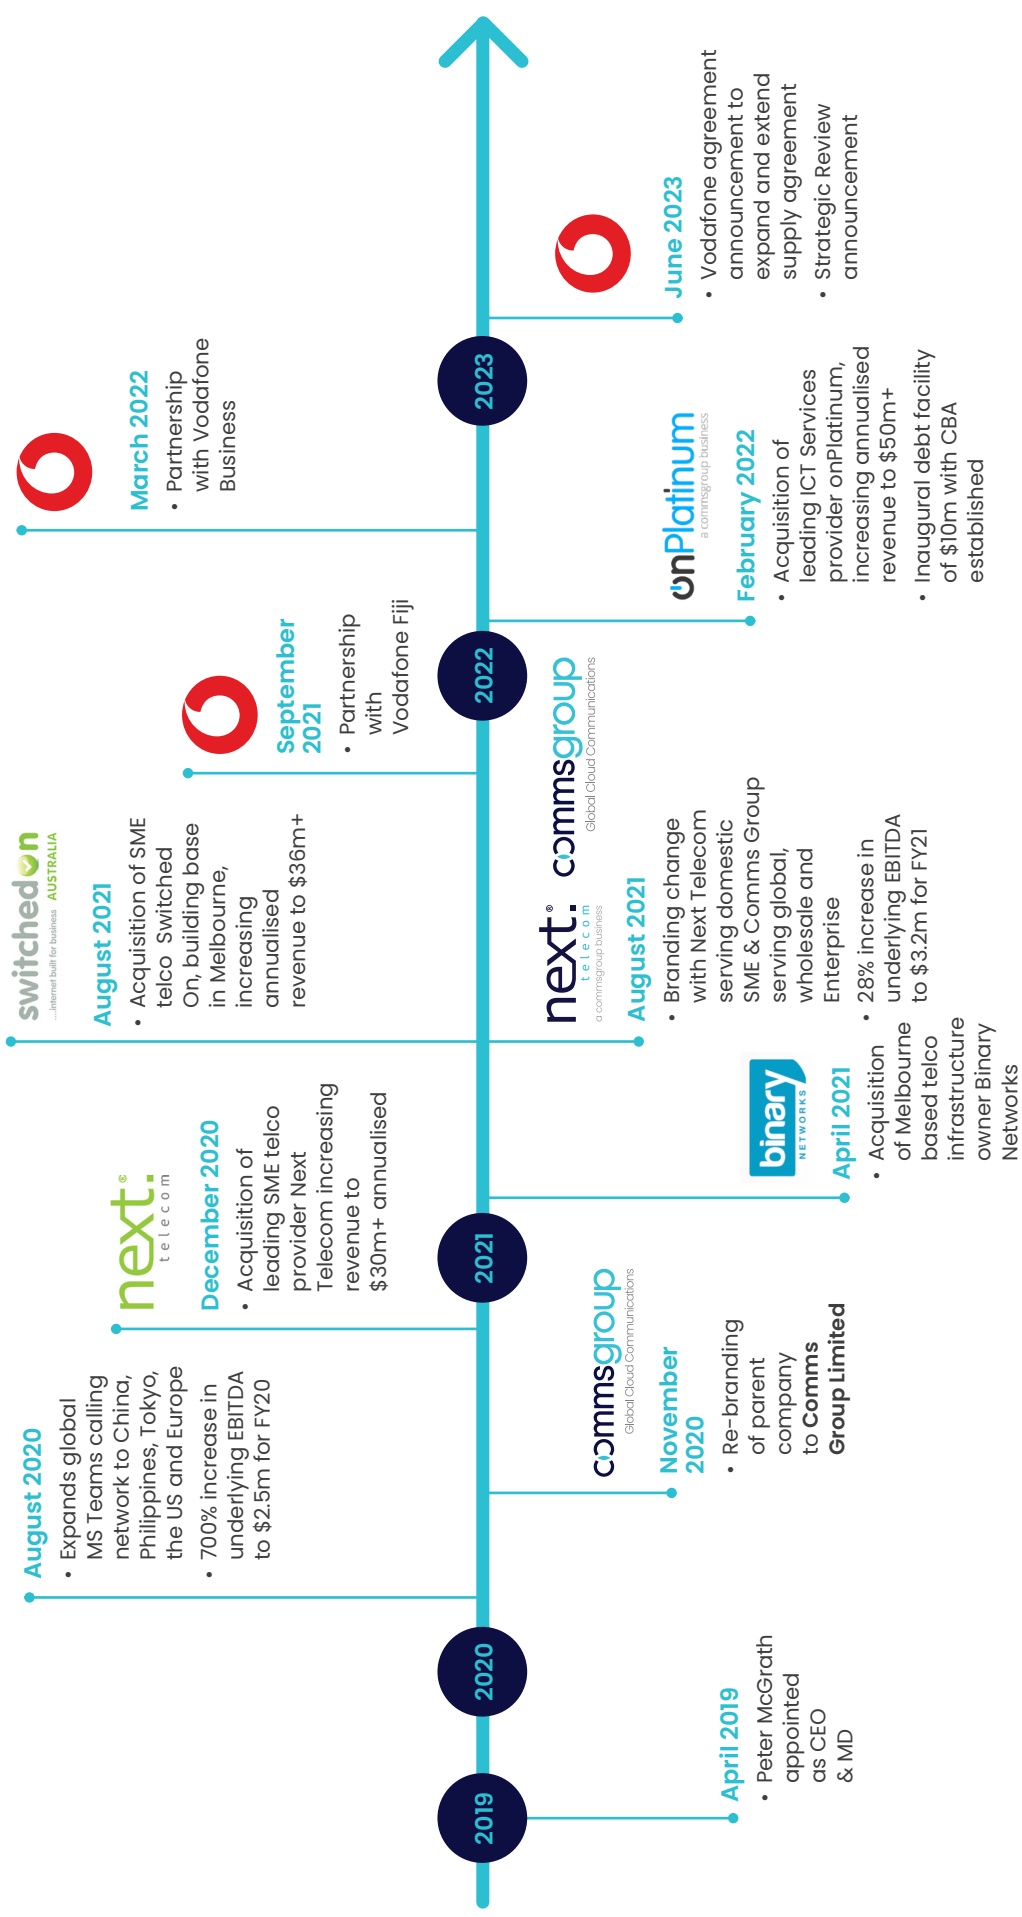 2019
April 2019
• Peter McGrath
appointed
as CEO
& MD
2020
August 2020
• Expands global
MS Teams calling
network to China,
Philippines, Tokyo,
the US and Europe
• 700% increase in
underlying EBITDA
to $2.5m for FY20
commsgroup
Global Cloud Communications
November
2020
• Re-branding
of parent
company
to Comms
Group Limited
next.®
telecom
December 2020
• Acquisition of
leading SME telco
provider Next
Telecom increasing
revenue to
$30m+ annualised
2021
binary
NETWORKS
April 2021
• Acquisition
of Melbourne
based telco
infrastructure
owner Binary
Networks
switchedon
....internet built for business AUSTRALIA
August 2021
• Acquisition of SME
telco Switched
On, building base
in Melbourne,
increasing
annualised
revenue to $36m+
next.®
telecom
a commsgroup business
commsgroup
Global Cloud Communications
August 2021
• Branding change
with Next Telecom
serving domestic
SME & Comms Group
serving global,
wholesale and
Enterprise
• 28% increase in
underlying EBITDA
to $3.2m for FY21
September
2021
• Partnership
with
Vodafone Fiji
2022
onPlatinum
a commsgroup business
February 2022
• Acquisition of
leading ICT Services
provider onPlatinum,
increasing annualised
revenue to $50m+
• Inaugural debt facility
of $10m with CBA
established
March 2022
• Partnership
with Vodafone
Business
2023
June 2023
• Vodafone agreement
announcement to
expand and extend
supply agreement
• Strategic Review
announcement